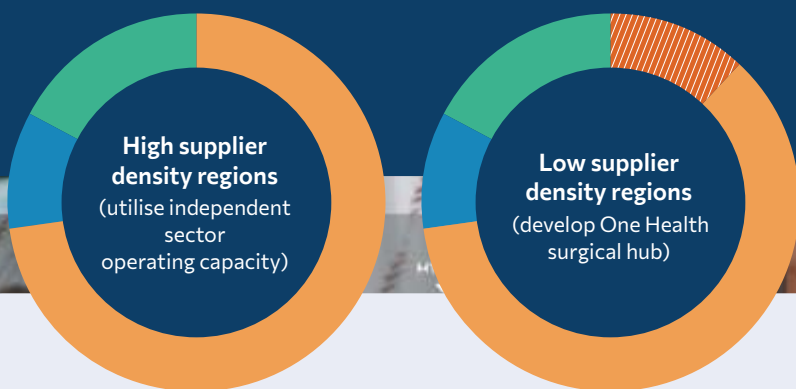 High supplier
density regions
(utilise independent
sector
operating capacity)
Low supplier
density regions
(develop One Health
surgical hub)